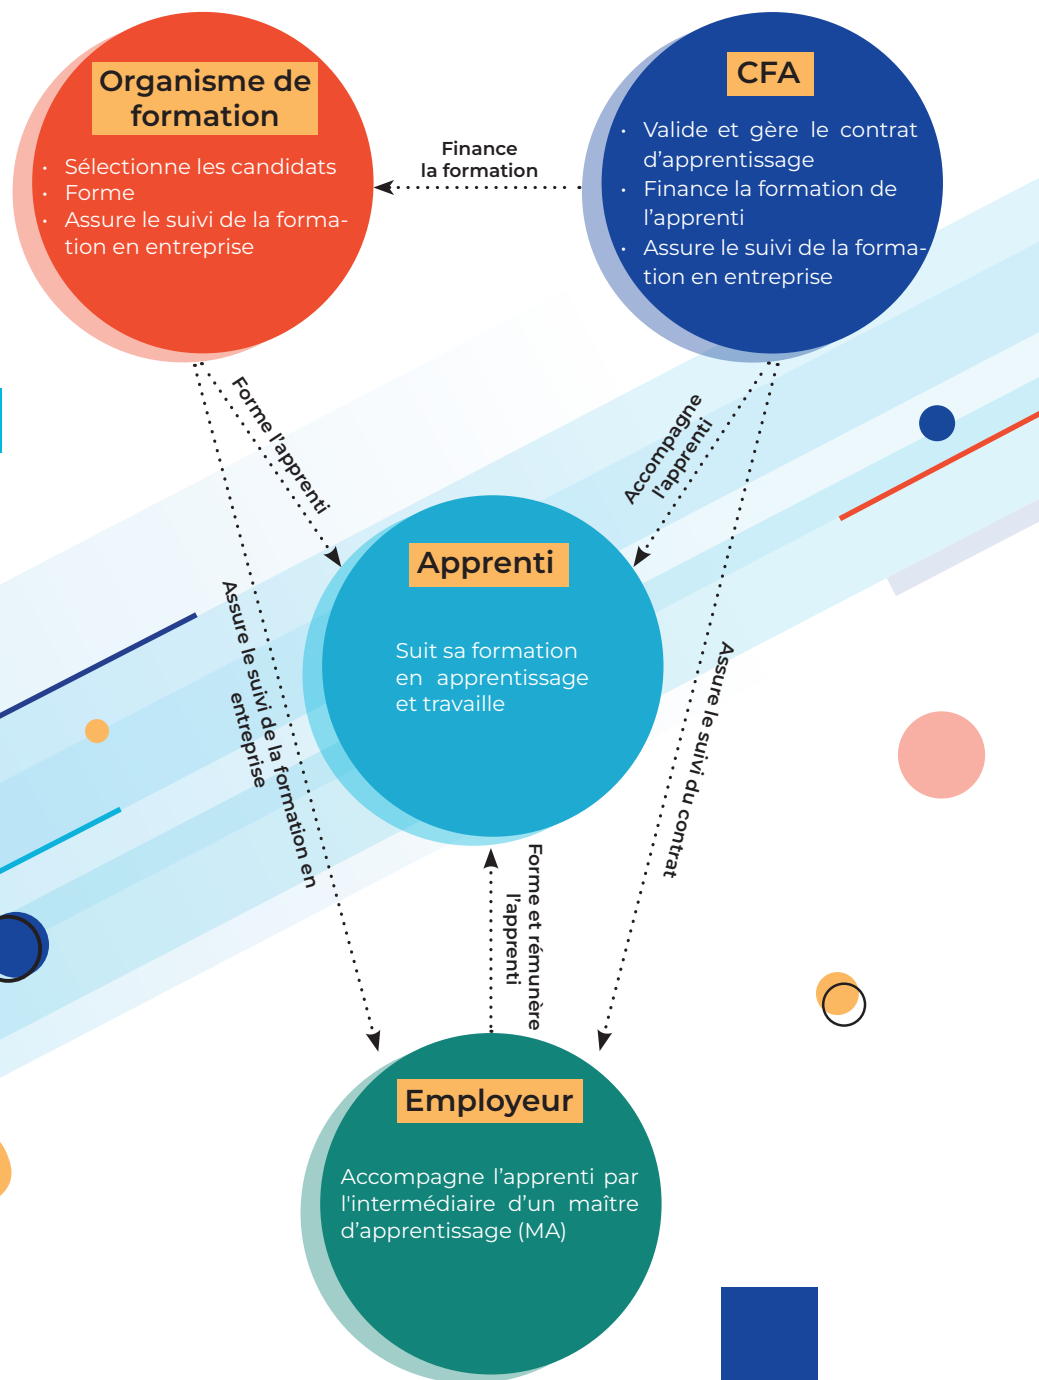 Organisme de
formation
• Sélectionne les candidats
• Forme
• Assure le suivi de la forma-
tion en entreprise
Finance
la formation
CFA
• Valide et gère le contrat
d’apprentissage
• Finance la formation de
l’apprenti
• Assure le suivi de la forma-
tion en entreprise
Forme l’apprenti
Accompagne
l’apprenti
Apprenti
Suit sa formation
en apprentissage
et travaille
Assure le suivi de la formation en
entreprise
Assure le suivi du contrat
Forme et rémunère
l’apprenti
Employeur
Accompagne l’apprenti par
l'intermédiaire d’un maître
d’apprentissage (MA)